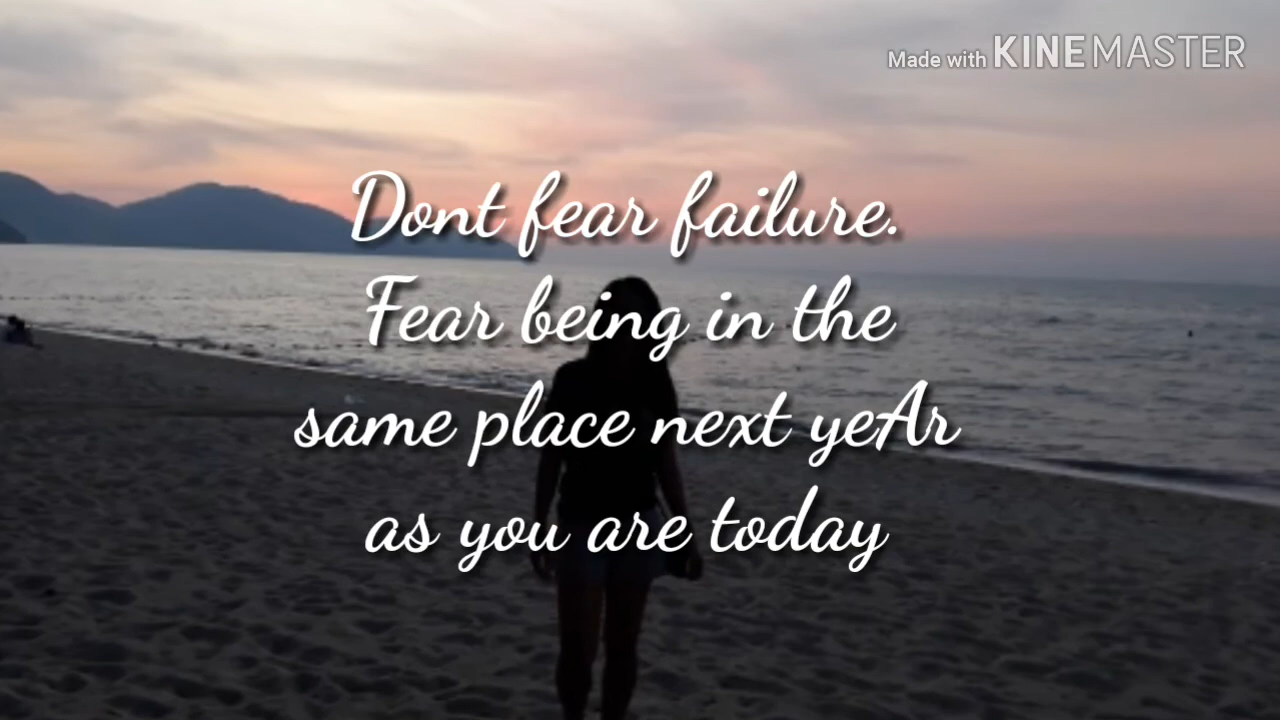 Made with KINEMASTER
Dont fear failure.
Fear being in the
same place next yeAr
as you are today